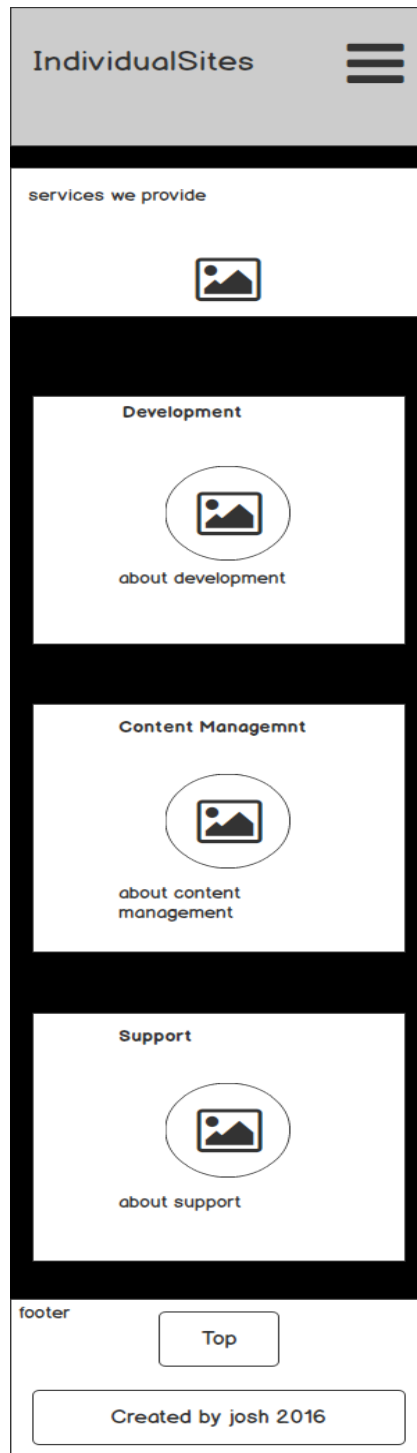 IndividualSites
services we provide
Development
about development
Content Managemnt
about content
management
Support
about support
footer
Top
Created by josh 2016